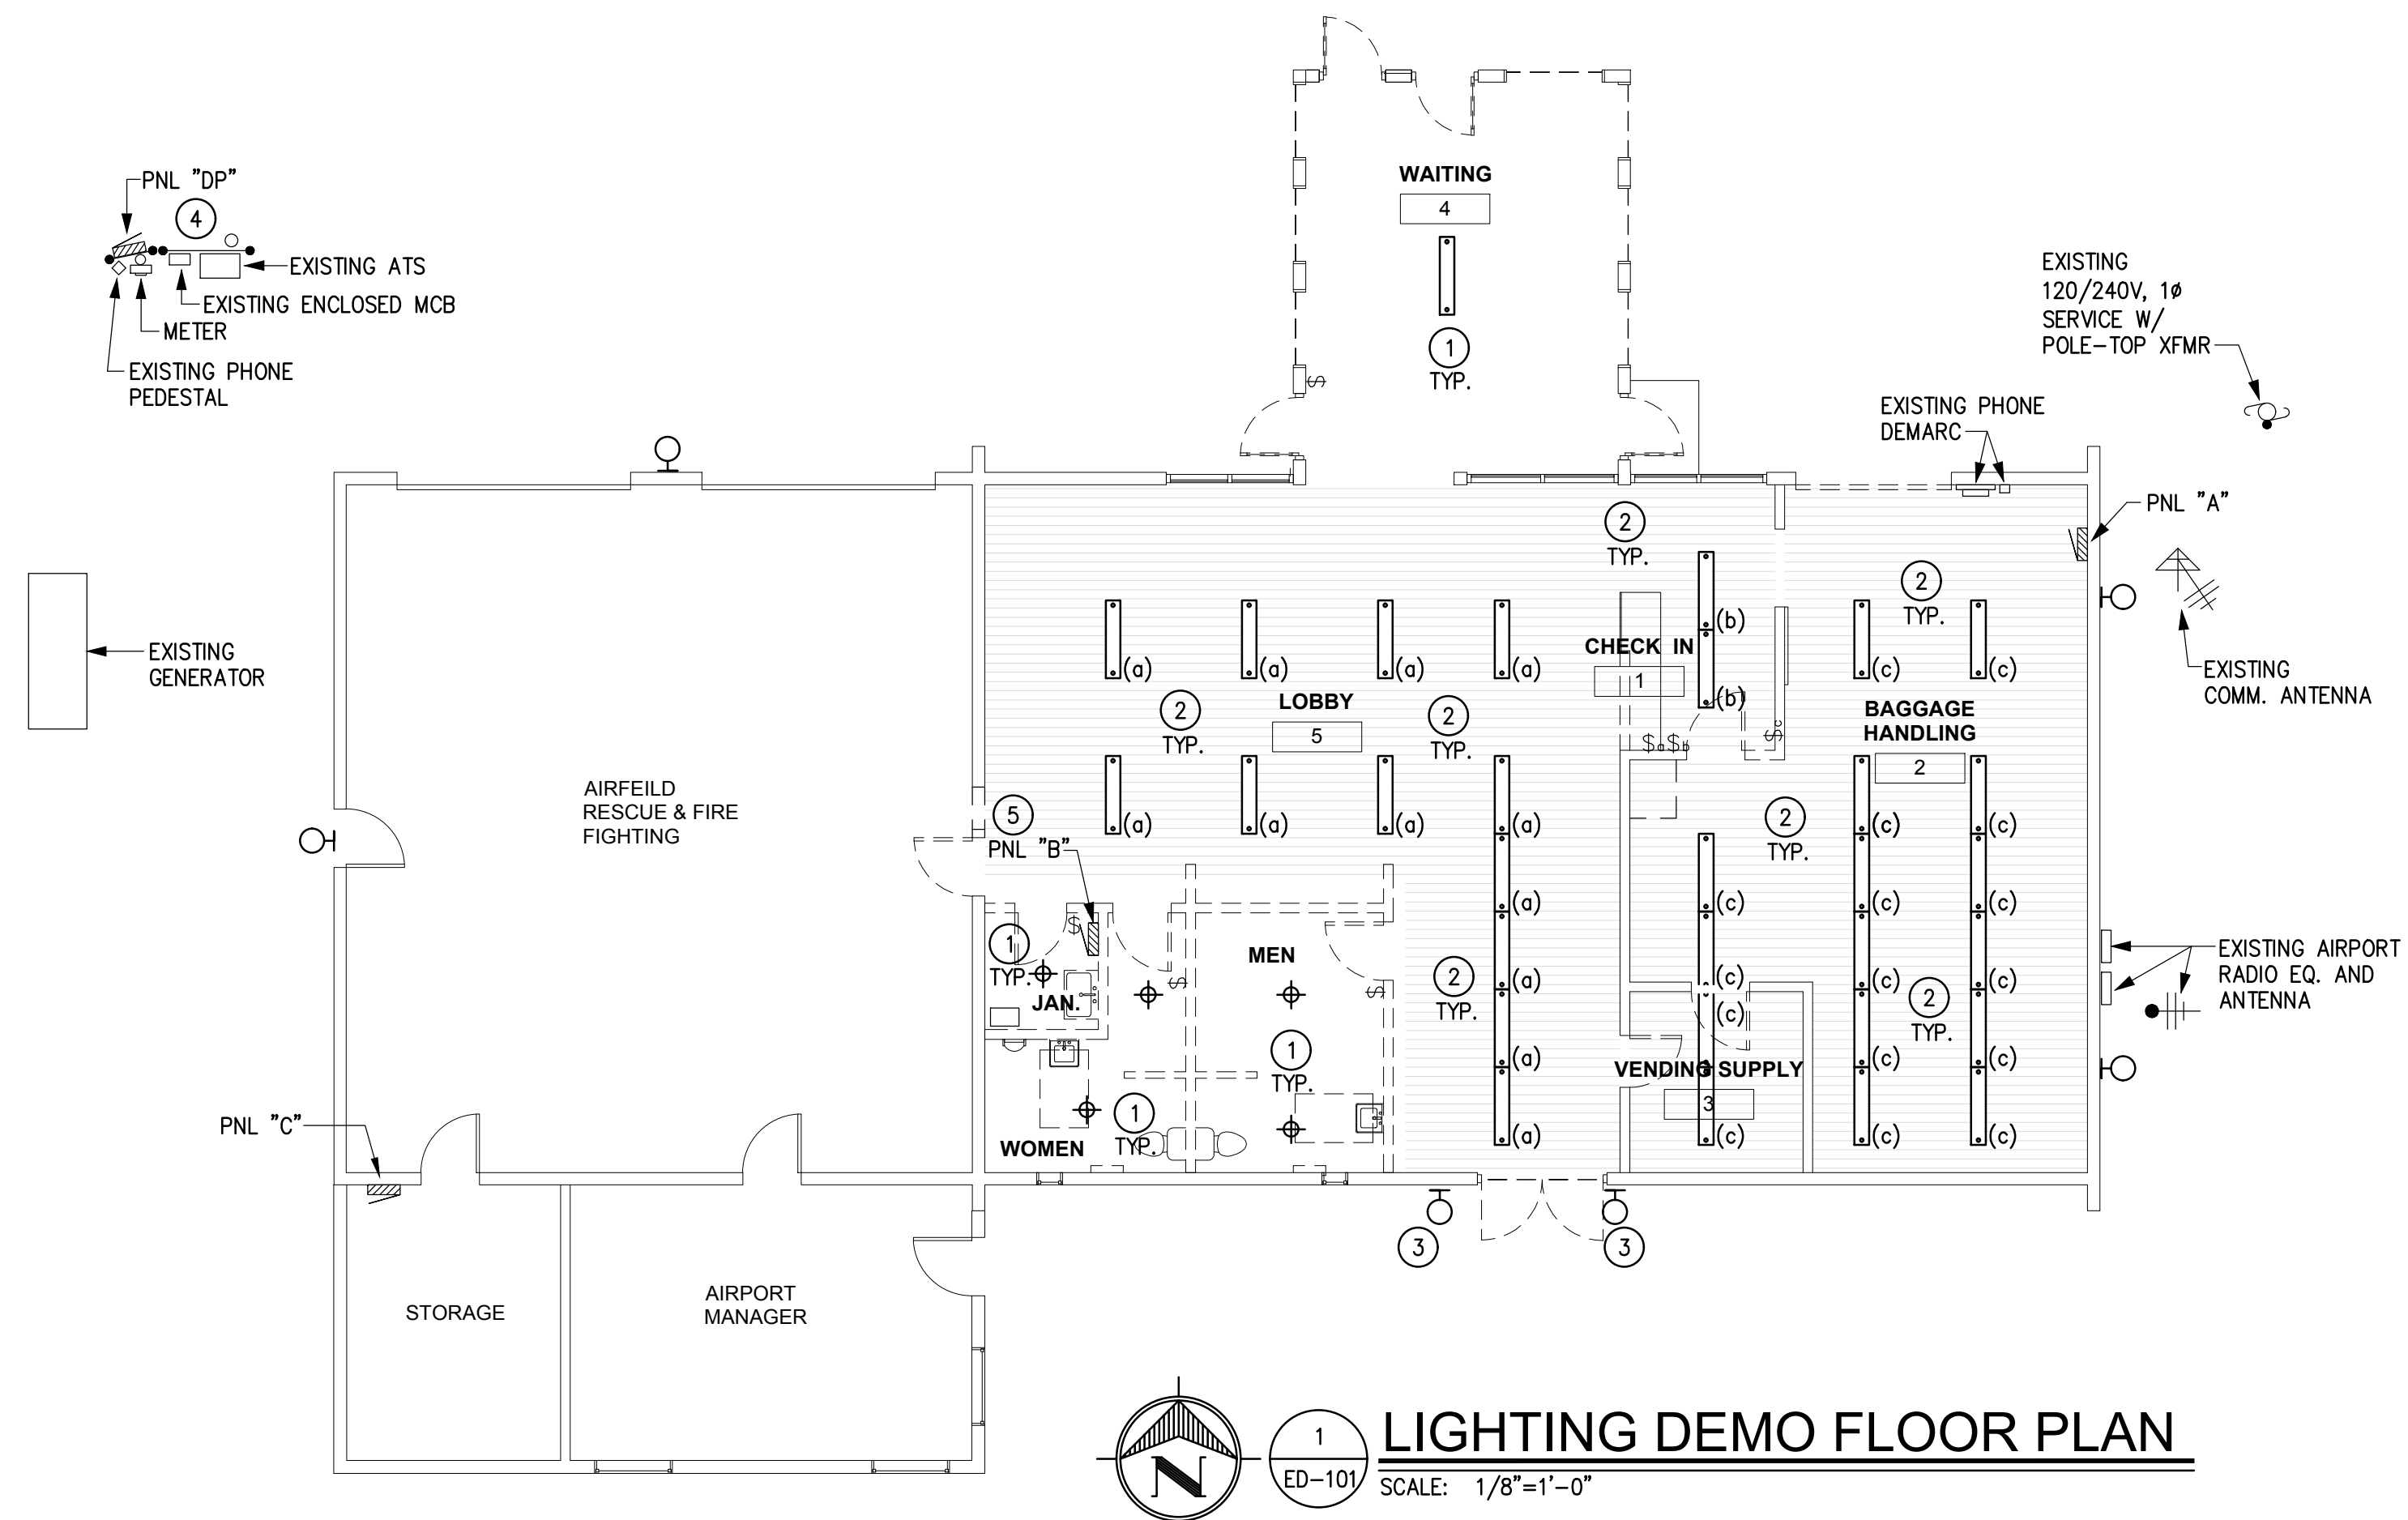 PNL "DP"
4
EXISTING ATS
EXISTING ENCLOSED MCB
METER
EXISTING PHONE
PEDESTAL
WAITING
4
1
TYP.
$
EXISTING
120/240V, 1ø
SERVICE W/
POLE-TOP XFMR
EXISTING PHONE
DEMARC
PNL "A"
EXISTING
COMM. ANTENNA
EXISTING
GENERATOR
AIRFEILD
RESCUE & FIRE
FIGHTING
2
TYP.
2
TYP.
(b)
(a)
(a)
(a)
(a)
CHECK IN
1
(b)
(c)
(c)
LOBBY
5
2
TYP.
2
TYP.
$a$b
$c
BAGGAGE
HANDLING
2
5
PNL "B"
(a)
(a)
(a)
(a)
2
TYP.
(c)
(c)
(a)
(c)
(c)
(c)
$
1
TYP.
JAN.
MEN
$
$
2
TYP.
(a)
(c)
(c)
(c)
(c)
2
TYP.
EXISTING AIRPORT
RADIO EQ. AND
ANTENNA
1
TYP.
(a)
VENDING SUPPLY
3
(c)
(c)
WOMEN
1
TYP.
(a)
(c)
(c)
(c)
PNL "C"
3
3
STORAGE
AIRPORT
MANAGER
N
1
ED-101
LIGHTING DEMO FLOOR PLAN
SCALE: 1/8"=1'-0"